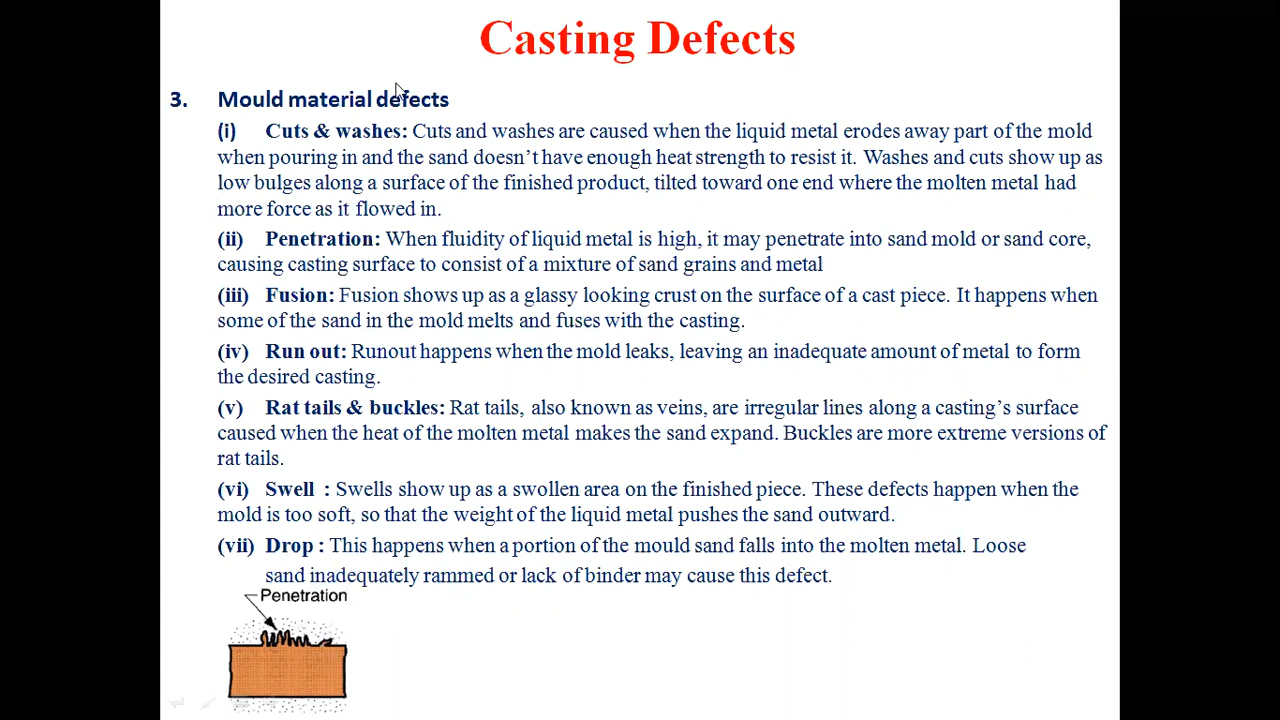 Casting Defects
3. Mould material defects
(i) Cuts & washes: Cuts and washes are caused when the liquid metal erodes away part of the mold
when pouring in and the sand doesn't have enough heat strength to resist it. Washes and cuts show up as
low bulges along a surface of the finished product, tilted toward one end where the molten metal had
more force as it flowed in.
(ii) Penetration: When fluidity of liquid metal is high, it may penetrate into sand mold or sand core,
causing casting surface to consist of a mixture of sand grains and metal
(iii) Fusion: Fusion shows up as a glassy looking crust on the surface of a cast piece. It happens when
some of the sand in the mold melts and fuses with the casting.
(iv) Run out: Runout happens when the mold leaks, leaving an inadequate amount of metal to form
the desired casting.
(v) Rat tails & buckles: Rat tails, also known as veins, are irregular lines along a casting's surface
caused when the heat of the molten metal makes the sand expand. Buckles are more extreme versions of
rat tails.
(vi) Swell : Swells show up as a swollen area on the finished piece. These defects happen when the
mold is too soft, so that the weight of the liquid metal pushes the sand outward.
(vii) Drop : This happens when a portion of the mould sand falls into the molten metal. Loose
sand inadequately rammed or lack of binder may cause this defect.
Penetration